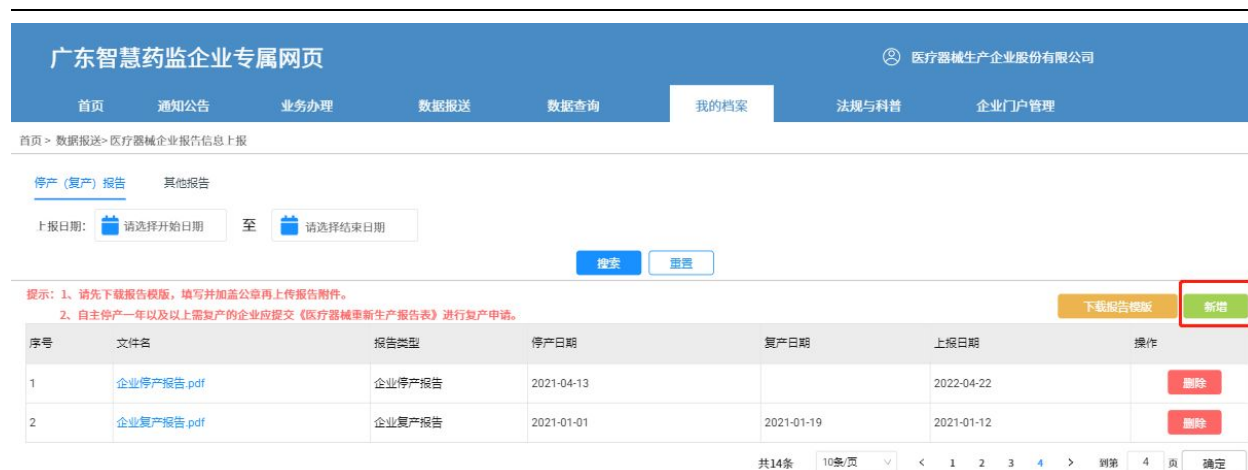 广东智慧药监企业专属网页
医疗器械生产企业股份有限公司
首页 通知公告 业务办理 数据报送 数据查询 我的档案 法规与科普 企业门户管理
首页> 数据报送>医疗器械企业报告信息上报
停产（复产）报告 其他报告
上报日期： 请选择开始日期 至 请选择结束日期
搜索 重置
提示：1、请先下载报告模版，填写并加盖公章再上传报告附件。
2、自主停产一年以及以上需复产的企业应提交《医疗器械重新生产报告表》进行复产申请。
下载报告模版 新增
序号 文件名 报告类型 停产日期 复产日期 上报日期 操作
1 企业停产报告.pdf 企业停产报告 2021-04-13 2022-04-22 删除
2 企业复产报告.pdf 企业复产报告 2021-01-01 2021-01-19 2021-01-12 删除
共14条 10条/页 < 1 2 3 4 > 到第 4 页 确定